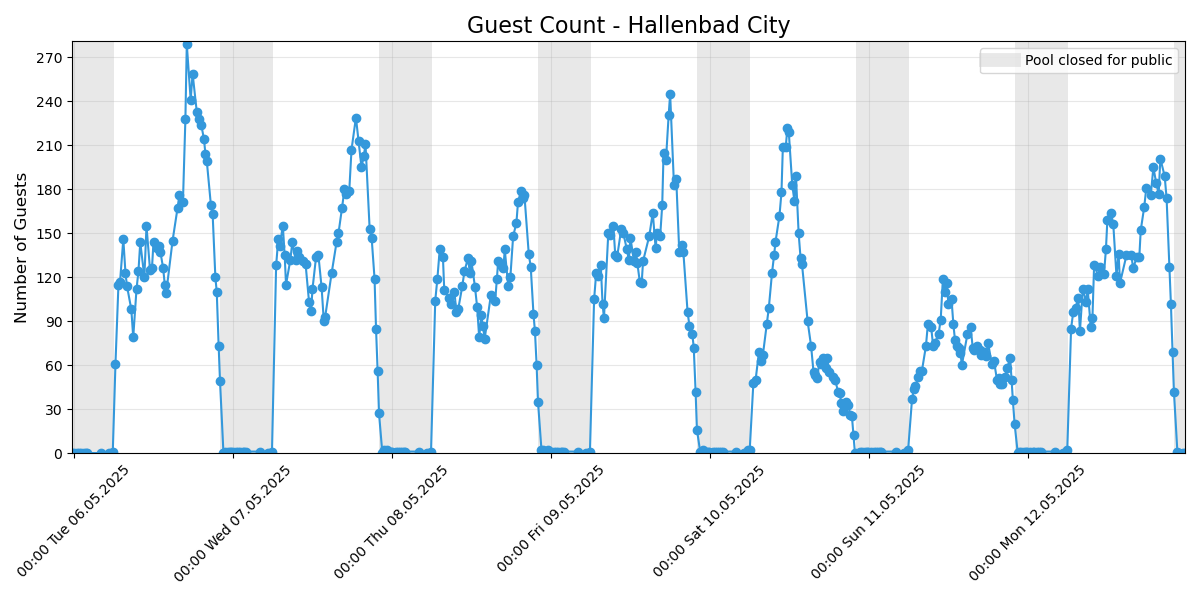 Guest Count - Hallenbad City
Pool closed for public
Number of Guests
270
240
210
180
150
120
90
60
30
0
00:00 Tue 06.05.2025
00:00 Wed 07.05.2025
00:00 Thu 08.05.2025
00:00 Fri 09.05.2025
00:00 Sat 10.05.2025
00:00 Sun 11.05.2025
00:00 Mon 12.05.2025